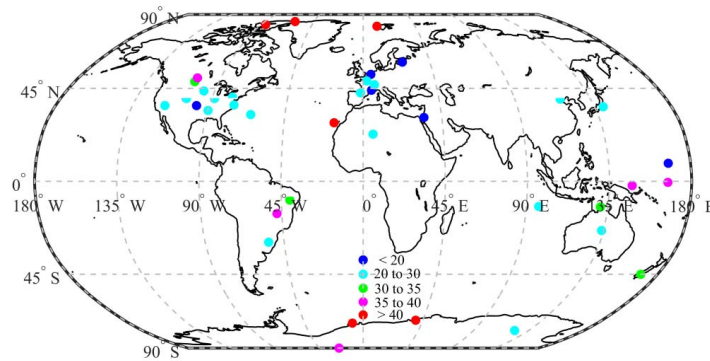 90° N
45° N
0°
180° W
135° W
90° W
45° W
0
45° E
90° E
135° E
180° E
45° S
< 20
20 to 30
30 to 35
35 to 40
> 40
90° S